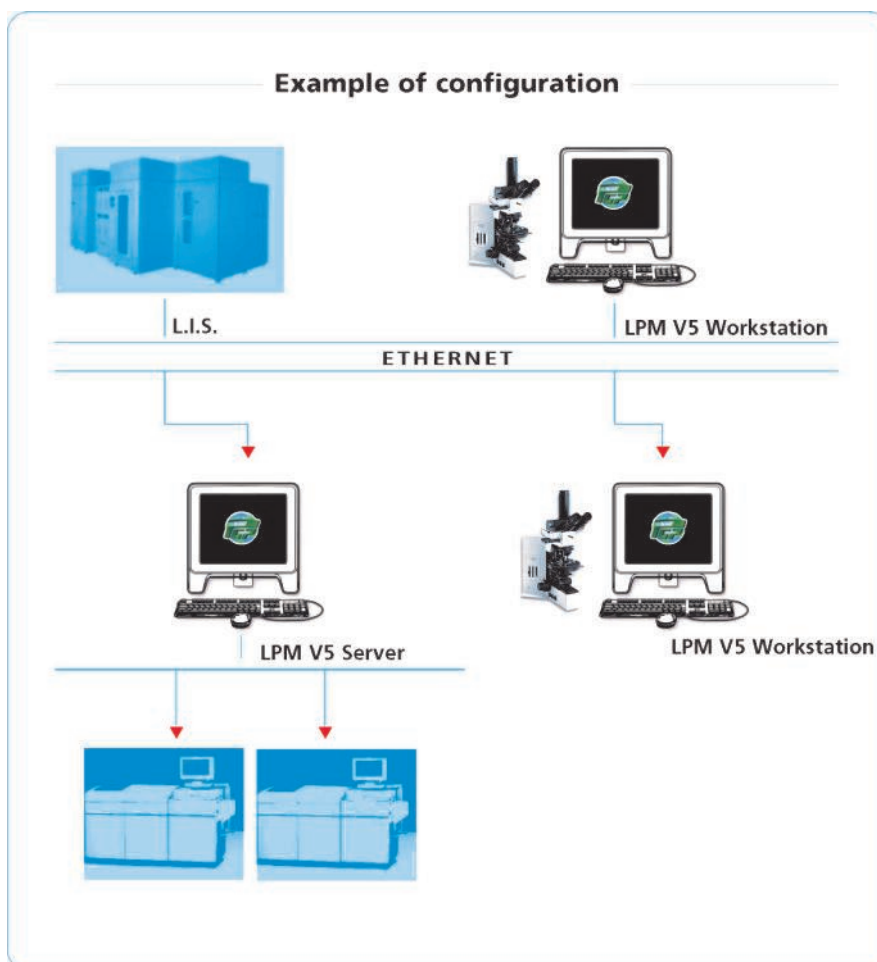 Example of configuration
L.I.S.
LPM V5 Workstation
ETHERNET
LPM V5 Server
LPM V5 Workstation